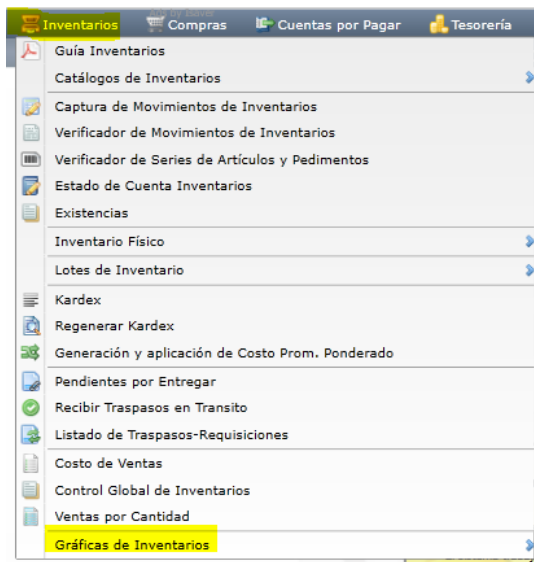 Inventarios Compras Cuentas por Pagar Tesorería
Guía Inventarios
Catálogos de Inventarios
Captura de Movimientos de Inventarios
Verificador de Movimientos de Inventarios
Verificador de Series de Artículos y Pedimentos
Estado de Cuenta Inventarios
Existencias
Inventario Físico
Lotes de Inventario
Kardex
Regenerar Kardex
Generación y aplicación de Costo Prom. Ponderado
Pendientes por Entregar
Recibir Traspasos en Transito
Listado de Traspasos-Requisiciones
Costo de Ventas
Control Global de Inventarios
Ventas por Cantidad
Gráficas de Inventarios